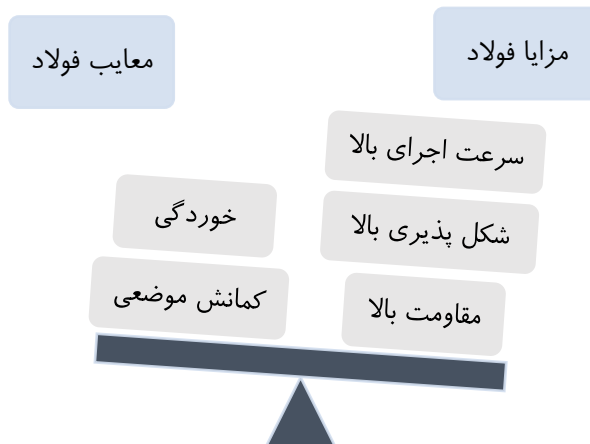 مزایا فولاد
معایب فولاد
سرعت اجرای بالا
شکل پذیری بالا
مقاومت بالا
خوردگی
کمانش موضعی